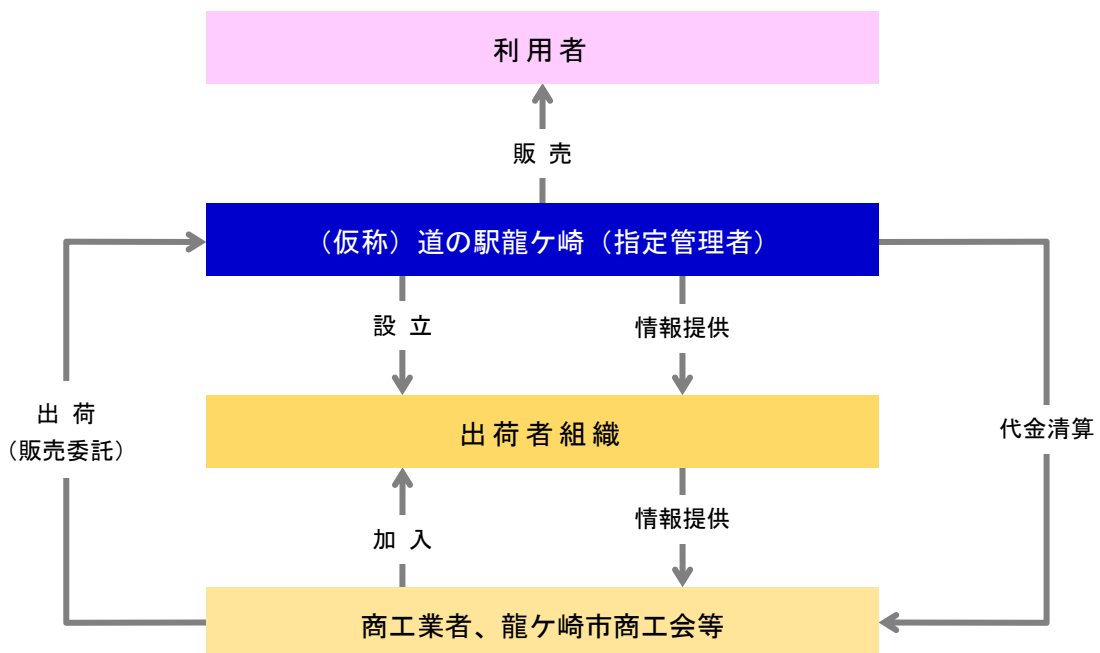 利用者
販 売
（仮称）道の駅龍ケ崎（指定管理者）
設 立
情報提供
出 荷
（販売委託）
出荷者組織
代金清算
加 入
情報提供
商工業者、龍ケ崎市商工会等